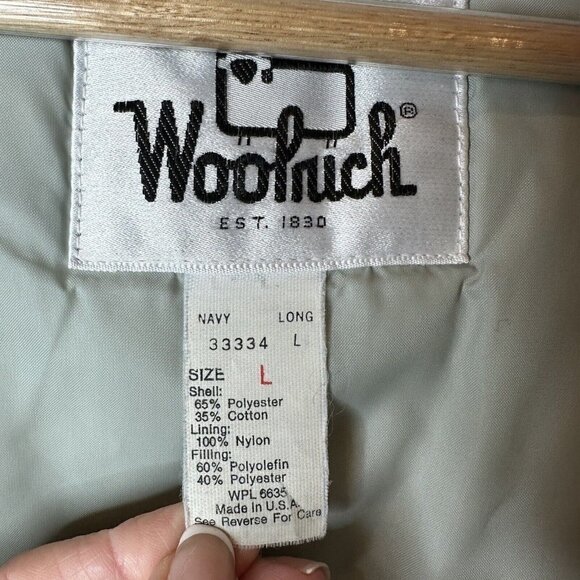 Woolrich®
EST. 1830
NAVY LONG
33334 L
SIZE L
Shell:
65% Polyester
35% Cotton
Lining:
100% Nylon
Filling:
60% Polyolefin
40% Polyester
WPL 6635
Made in U.S.A.
See Reverse For Care